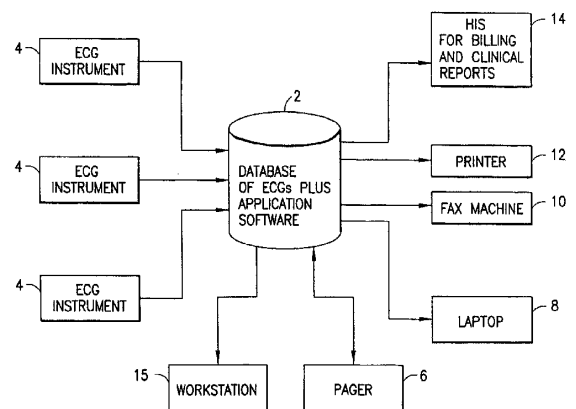 4
ECG
INSTRUMENT
4
ECG
INSTRUMENT
4
ECG
INSTRUMENT
2
DATABASE
OF ECGs PLUS
APPLICATION
SOFTWARE
HIS
FOR BILLING
AND CLINICAL
REPORTS
14
PRINTER
12
FAX MACHINE
10
LAPTOP
8
15
WORKSTATION
PAGER
6